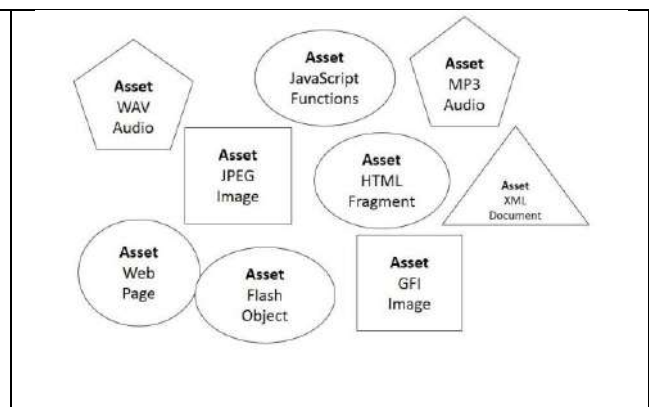 Asset
WAV
Audio
Asset
JavaScript
Functions
Asset
MP3
Audio
Asset
JPEG
Image
Asset
HTML
Fragment
Asset
XML
Document
Asset
Web
Page
Asset
Flash
Object
Asset
GFI
Image